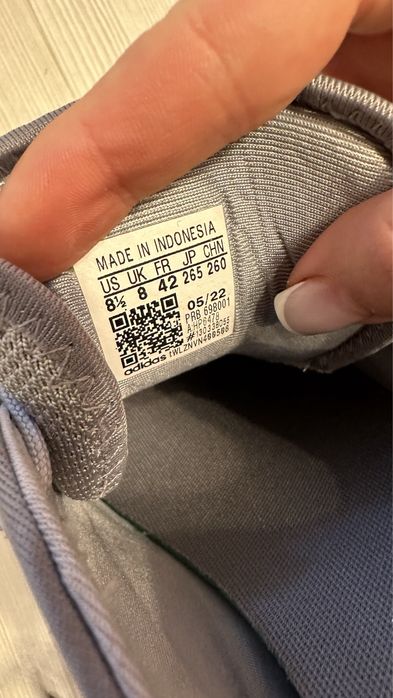 MADE IN INDONESIA
US UK FR JP CHN
8½ 8 42 265 260
05/22
PRB 698001
adidas